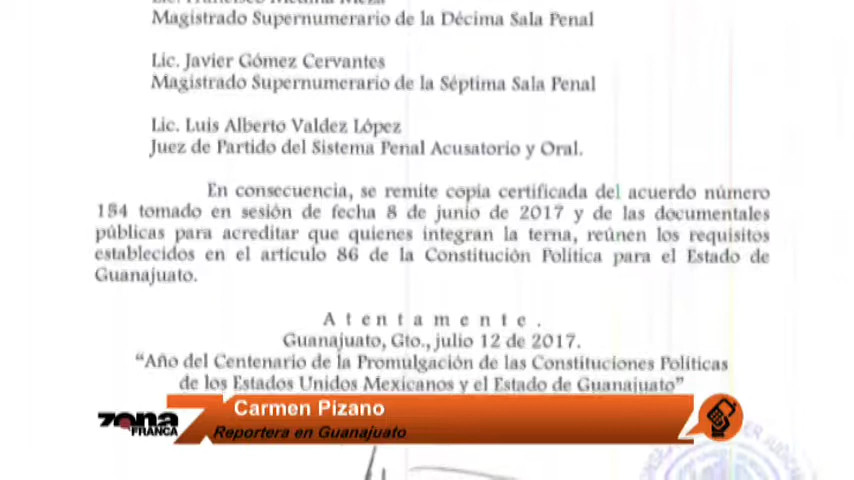 Magistrado Supernumerario de la Décima Sala Penal
Lic. Javier Gómez Cervantes
Magistrado Supernumerario de la Séptima Sala Penal
Lic. Luis Alberto Valdez López
Juez de Partido del Sistema Penal Acusatorio y Oral.
En consecuencia, se remite copia certificada del acuerdo número
184 tomado en sesión de fecha 8 de junio de 2017 y de las documentales
públicas para acreditar que quienes integran la terna, reúnen los requisitos
establecidos en el artículo 86 de la Constitución Política para el Estado de
Guanajuato.
A t e n t a m e n t e .
Guanajuato, Gto., julio 12 de 2017.
“Año del Centenario de la Promulgación de las Constituciones Políticas
de los Estados Unidos Mexicanos y el Estado de Guanajuato”
ZONA FRANCA
Carmen Pizano
Reportera en Guanajuato